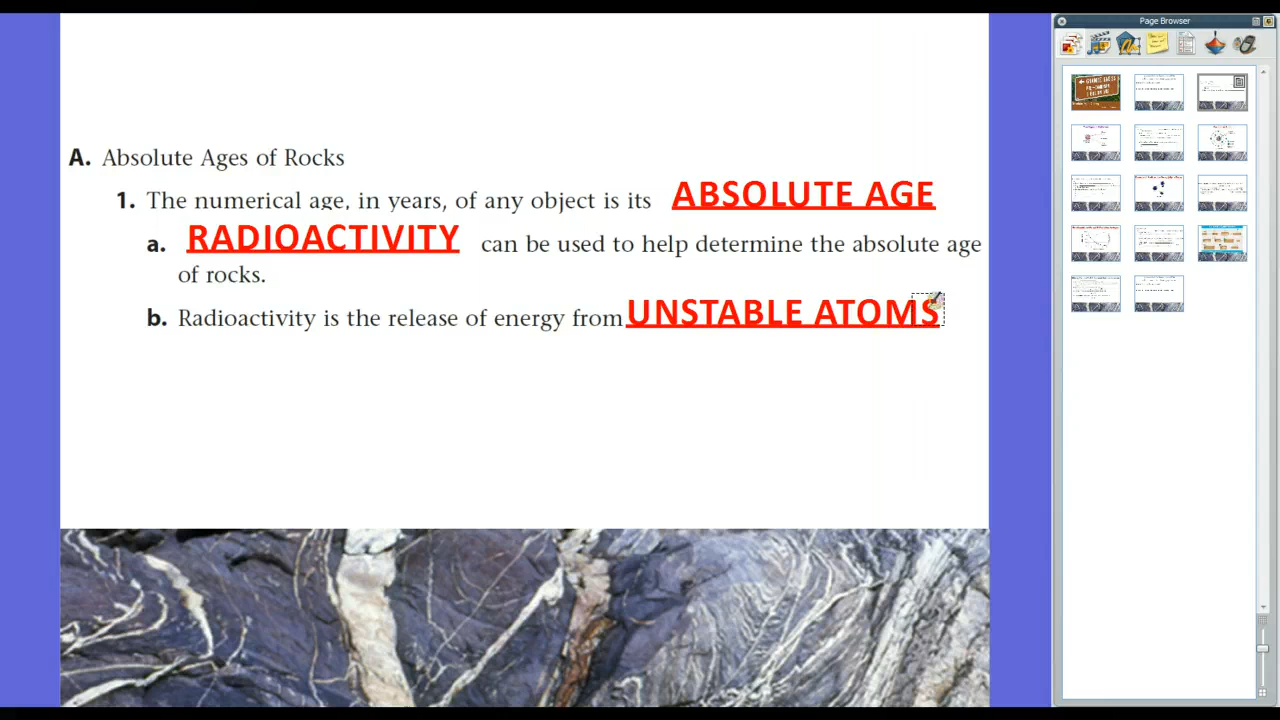 Page Browser
A. Absolute Ages of Rocks
1. The numerical age, in years, of any object is its ABSOLUTE AGE
a. RADIOACTIVITY can be used to help determine the absolute age
of rocks.
b. Radioactivity is the release of energy from UNSTABLE ATOMS